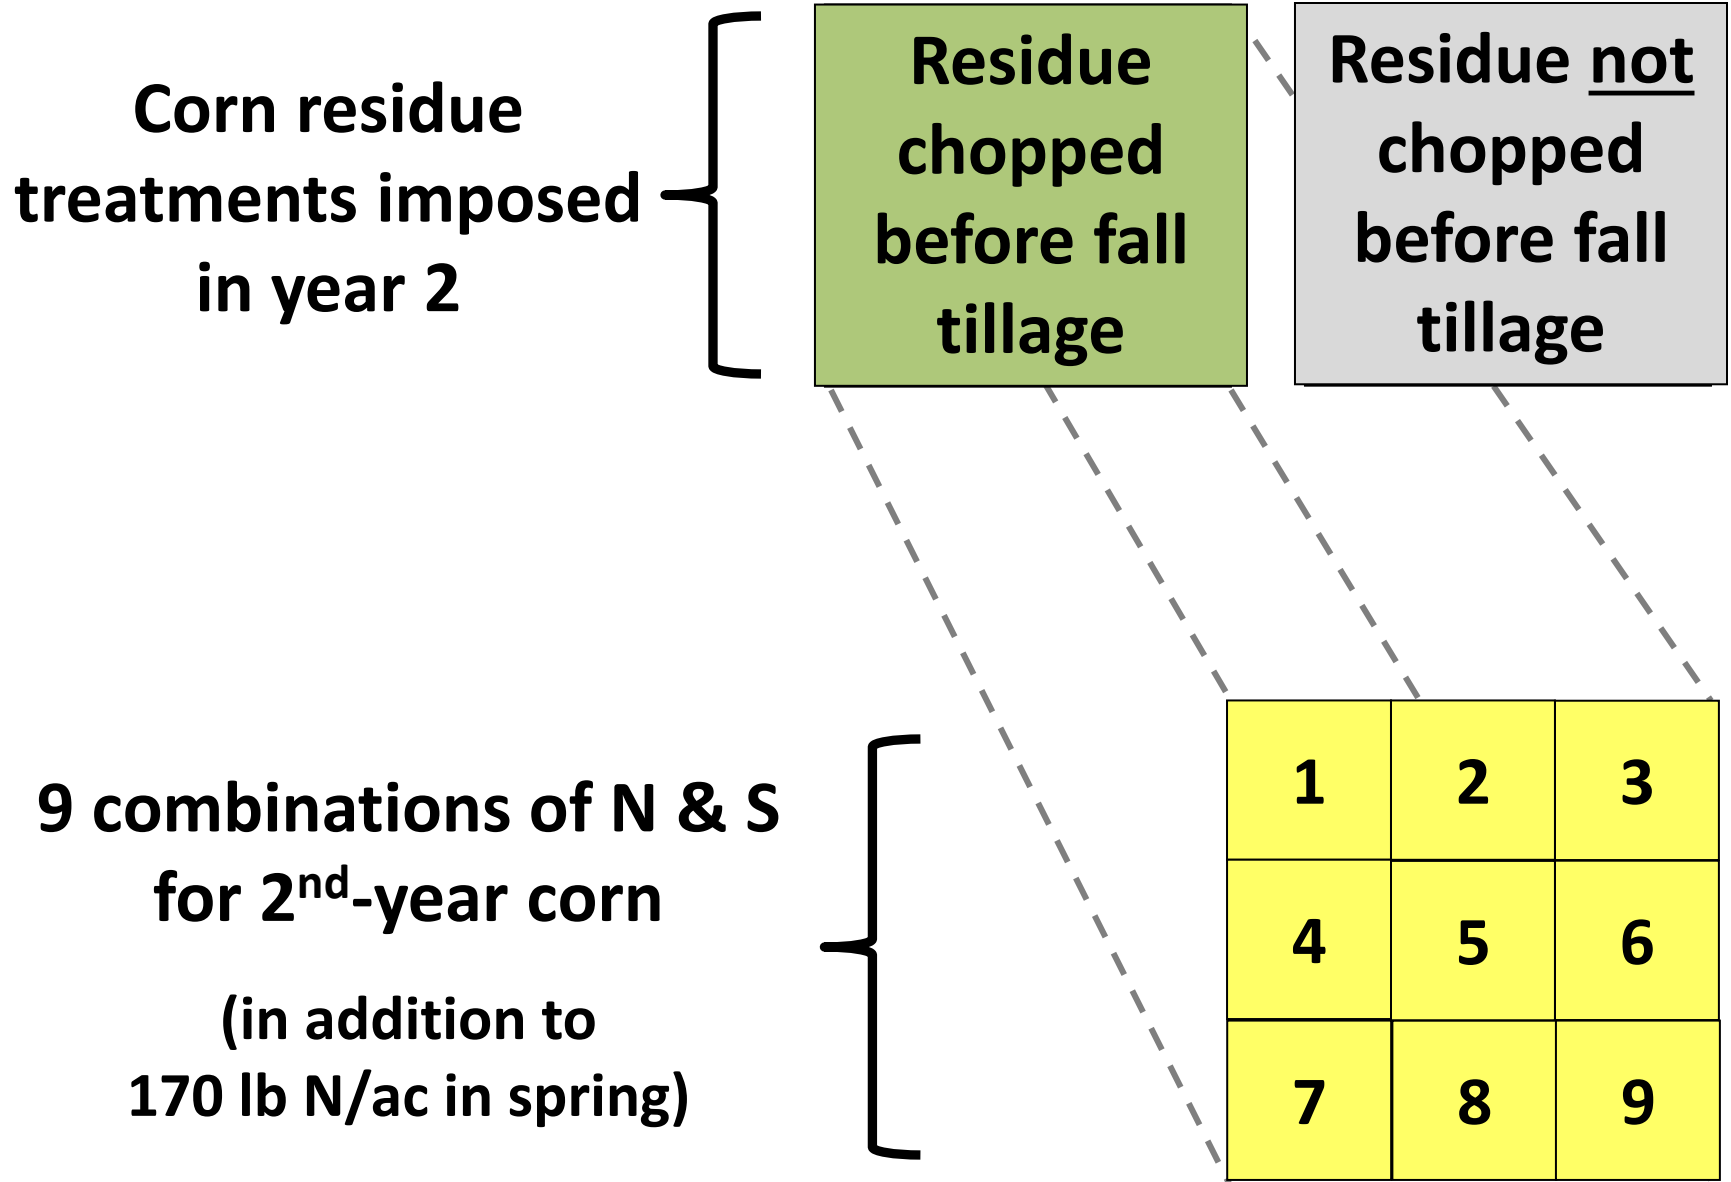 Corn residue
treatments imposed
in year 2
Residue
chopped
before fall
tillage
Residue not
chopped
before fall
tillage
9 combinations of N & S
for 2nd-year corn
(in addition to
170 lb N/ac in spring)
1 2 3
4 5 6
7 8 9